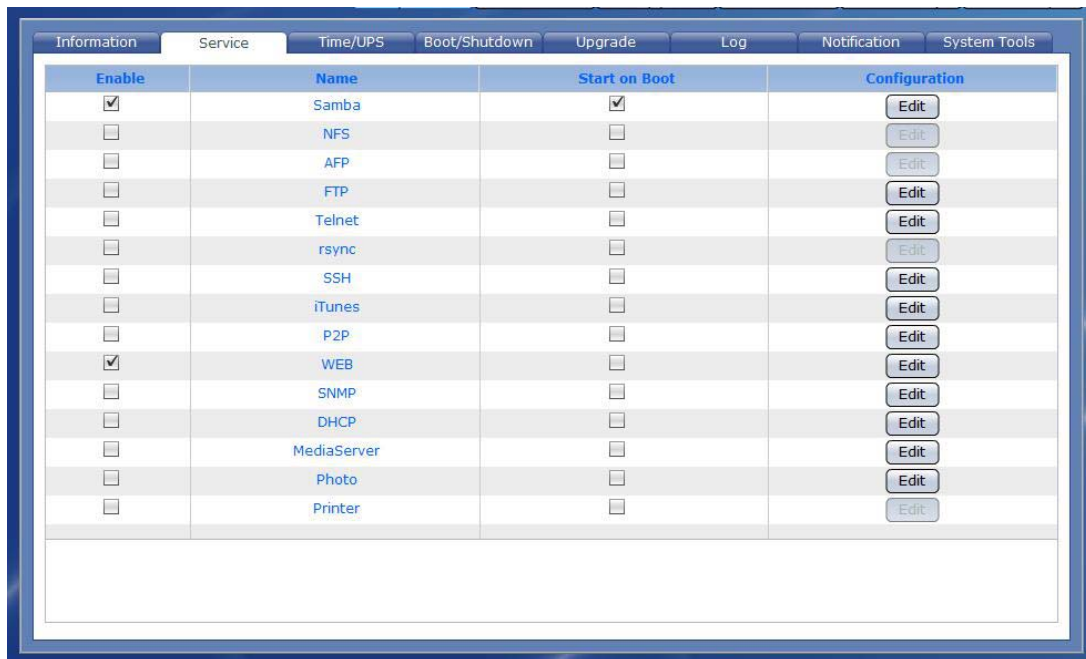 Information Service Time/UPS Boot/Shutdown Upgrade Log Notification System Tools
Enable Name Start on Boot Configuration
Samba Edit
NFS Edit
AFP Edit
FTP Edit
Telnet Edit
rsync Edit
SSH Edit
iTunes Edit
P2P Edit
WEB Edit
SNMP Edit
DHCP Edit
MediaServer Edit
Photo Edit
Printer Edit